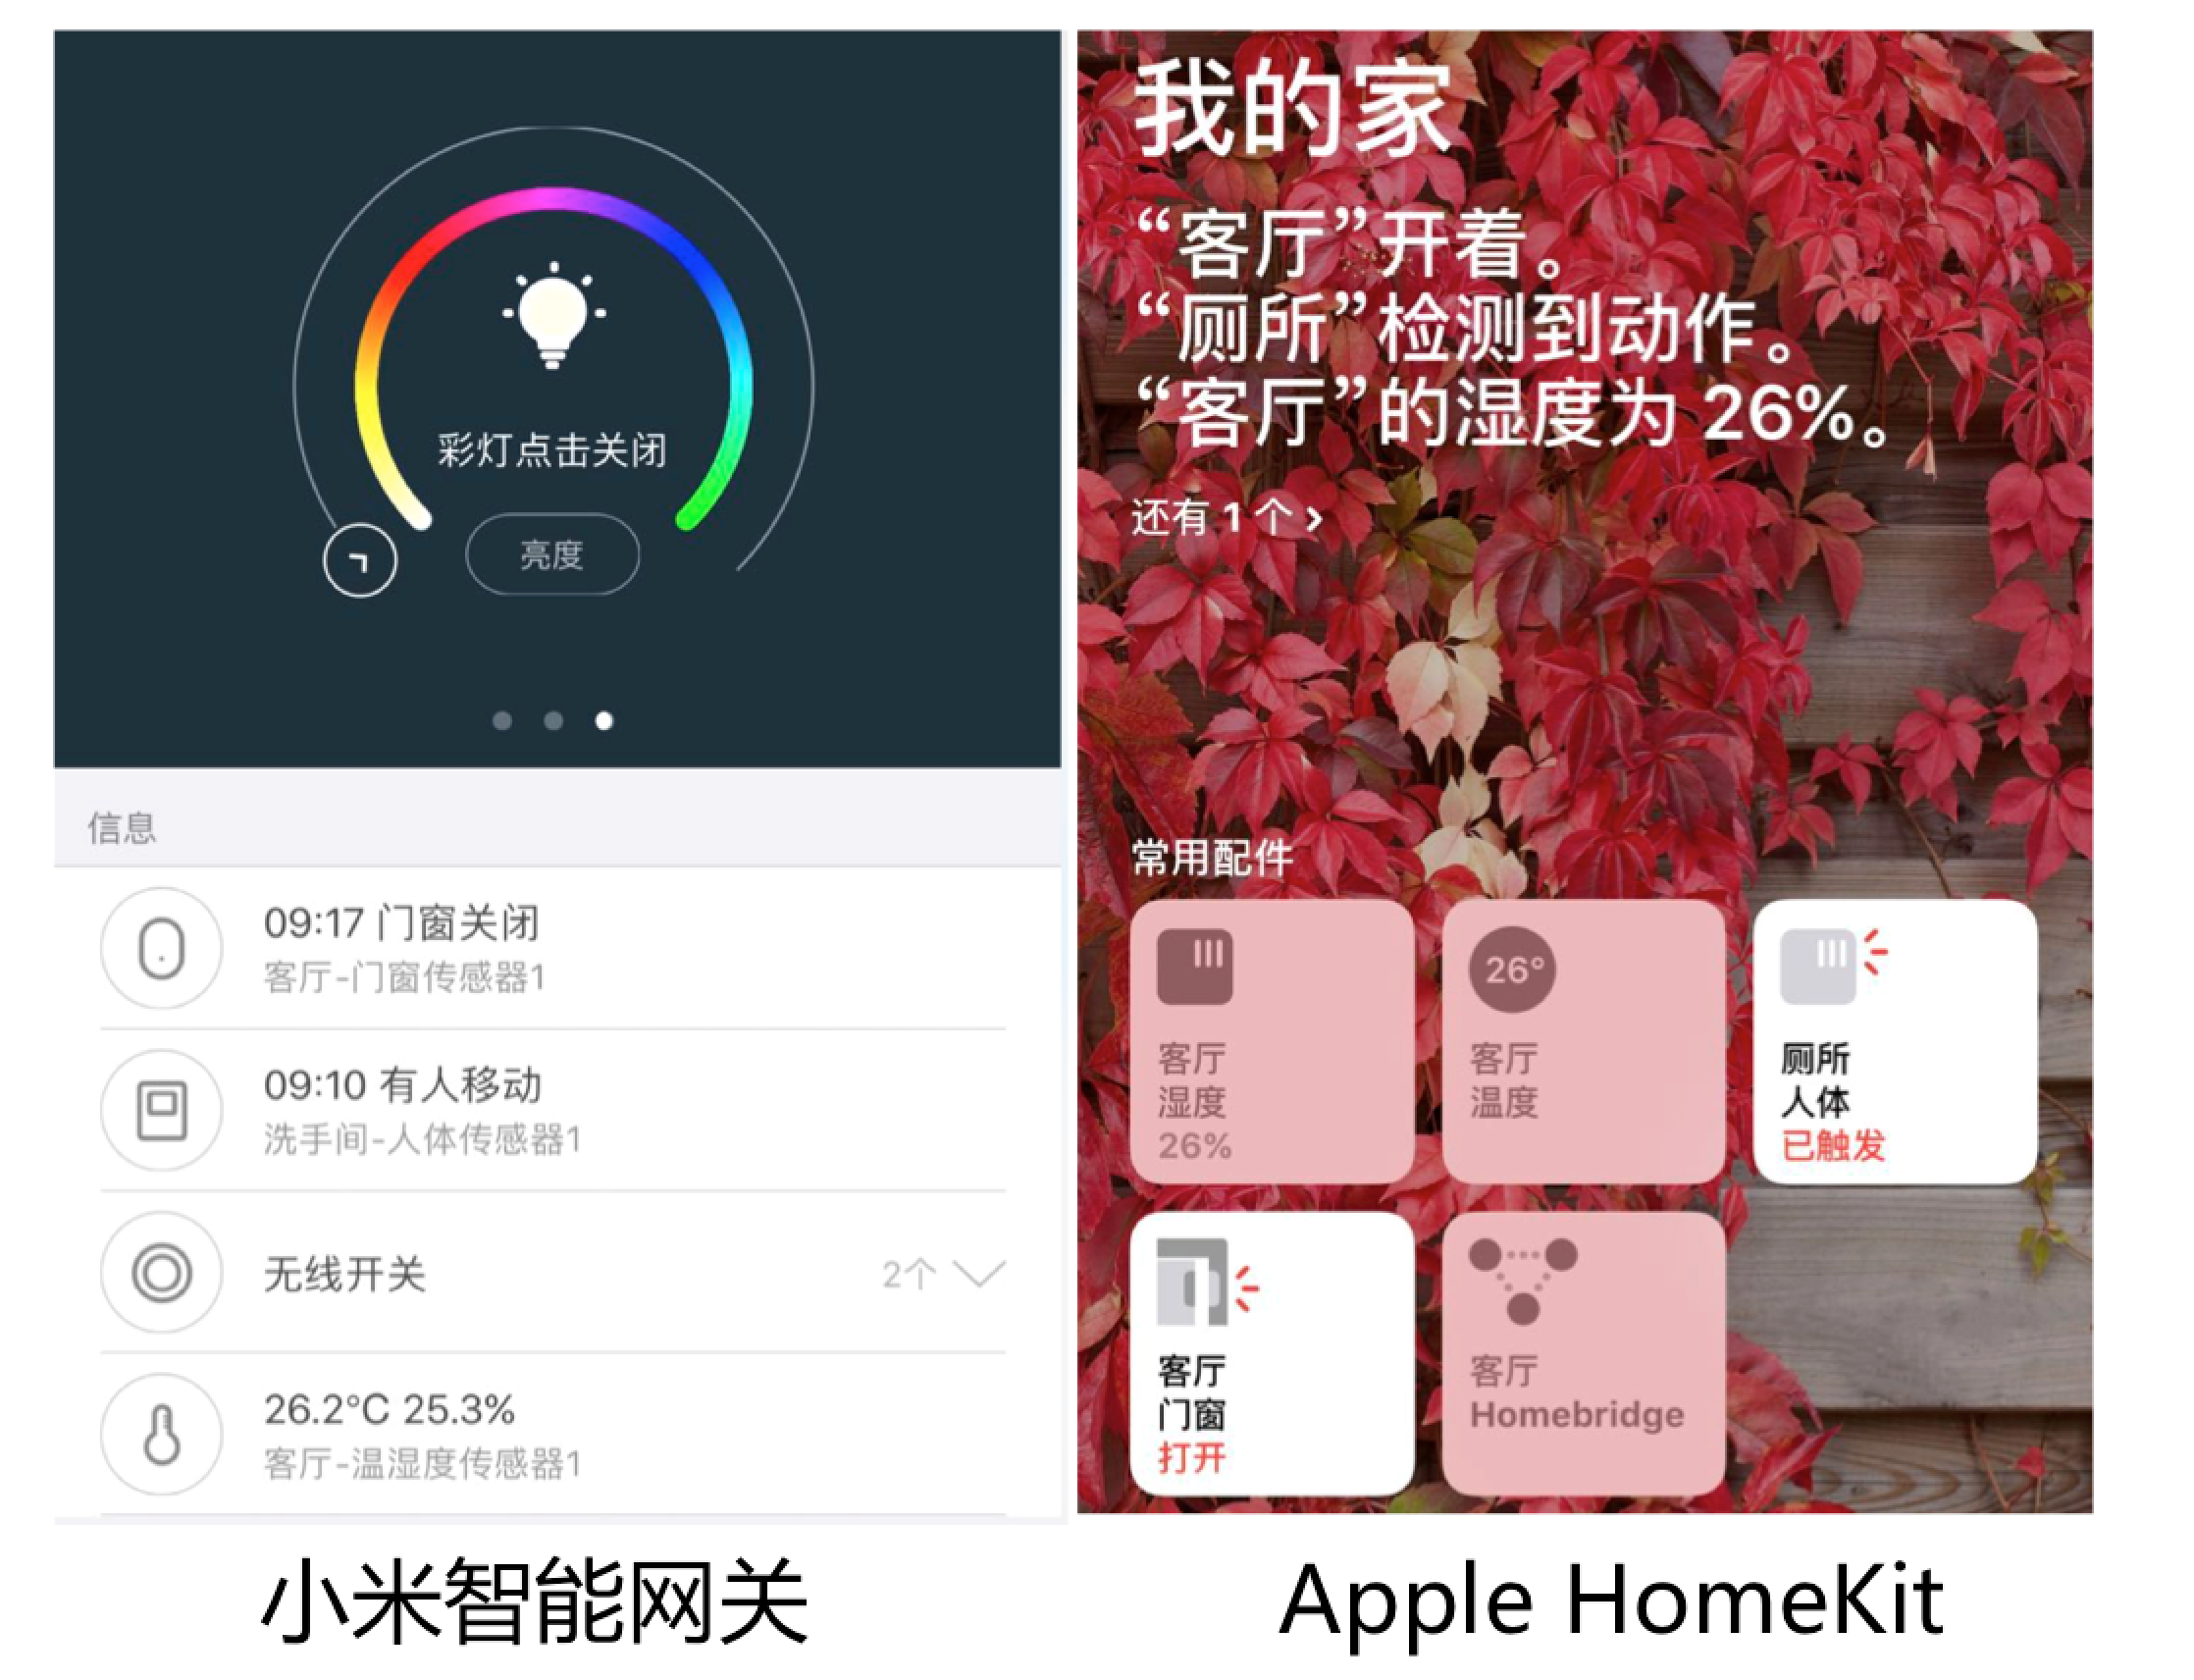 彩灯点击关闭
亮度
信息
09:17 门窗关闭
客厅-门窗传感器1
09:10 有人移动
洗手间-人体传感器1
无线开关
2个
26.2°C 25.3%
客厅-温湿度传感器1
小米智能网关
我的家
“客厅”开着。
“厕所”检测到动作。
“客厅”的湿度为 26%。
还有 1 个 ›
常用配件
客厅
湿度
26%
26°
客厅
温度
厕所
人体
已触发
客厅
门窗
打开
客厅
Homebridge
Apple HomeKit